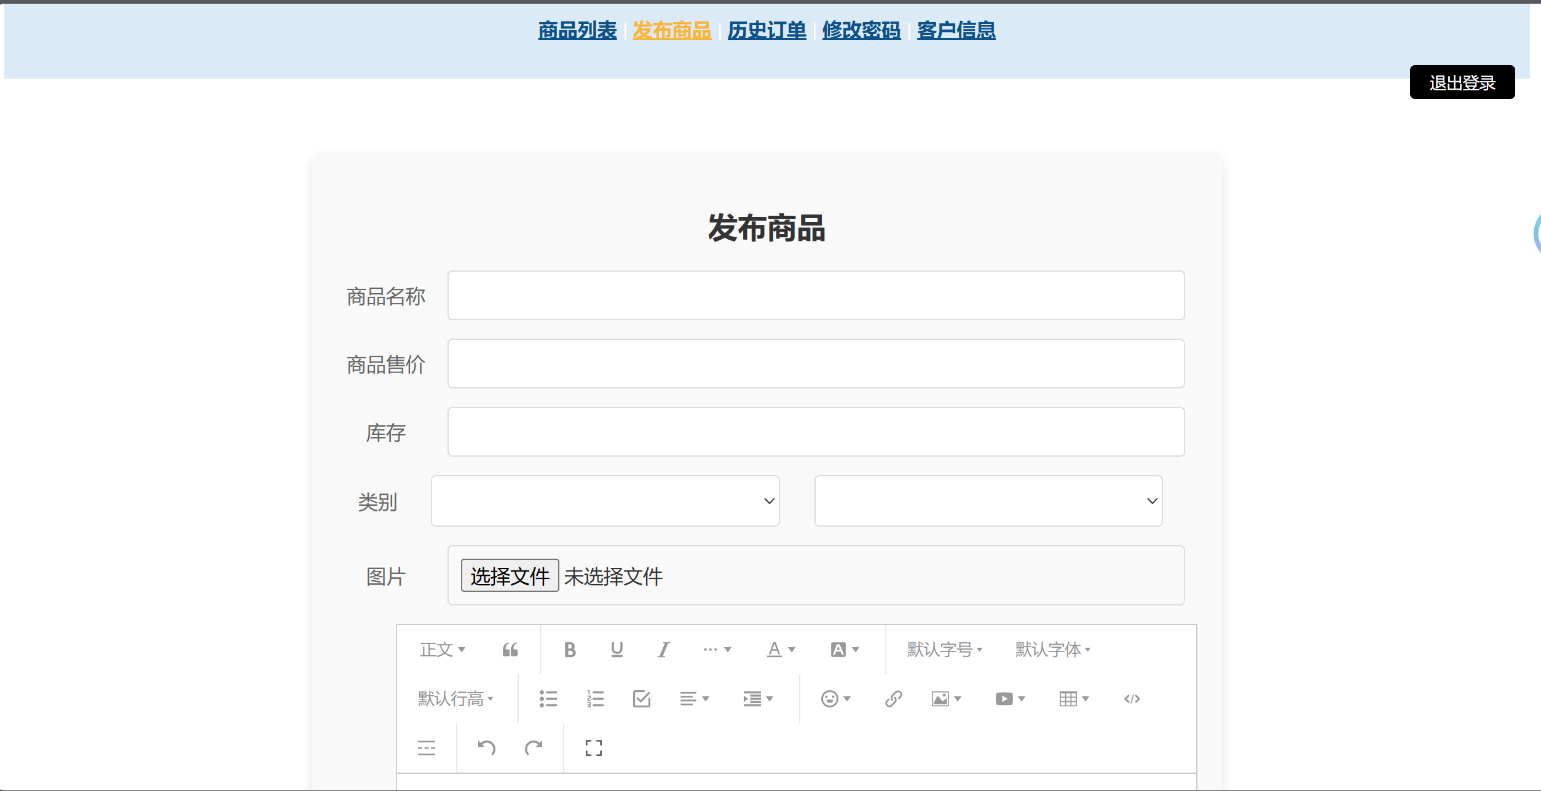 商品列表 | 发布商品 | 历史订单 | 修改密码 | 客户信息
退出登录
发布商品
商品名称
商品售价
库存
类别
图片 选择文件 未选择文件
正文 B U I ... A A 默认字号 默认字体
默认行高